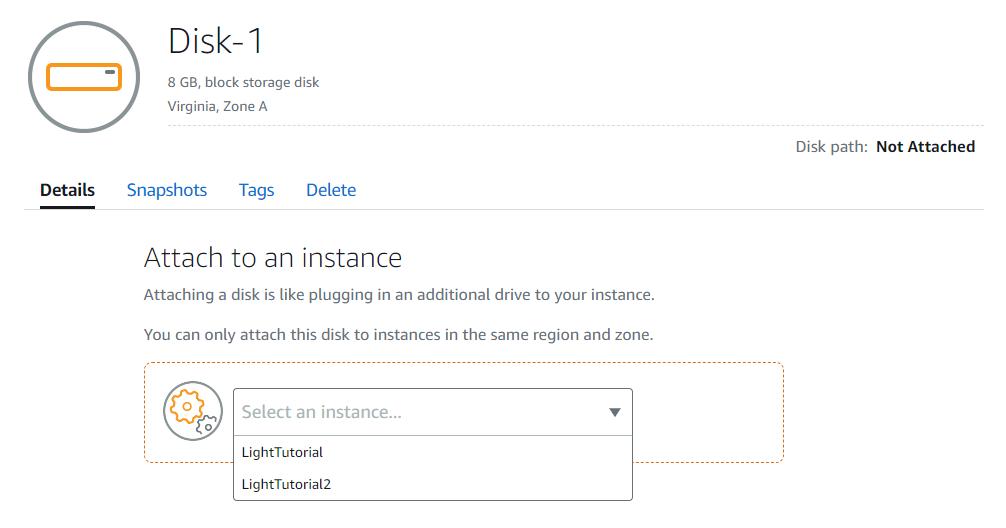 Disk-1
8 GB, block storage disk
Virginia, Zone A
Disk path: Not Attached
Details Snapshots Tags Delete
Attach to an instance
Attaching a disk is like plugging in an additional drive to your instance.
You can only attach this disk to instances in the same region and zone.
Select an instance...
LightTutorial
LightTutorial2